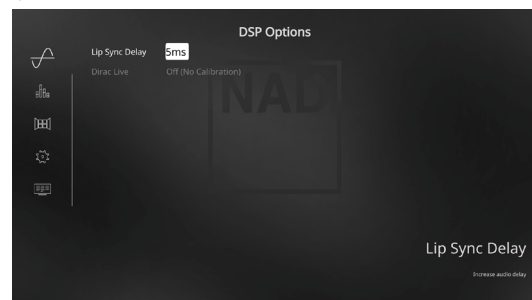 DSP Options
Lip Sync Delay 5ms
Dirac Live Off (No Calibration)
NAD
Lip Sync Delay
Increase audio delay